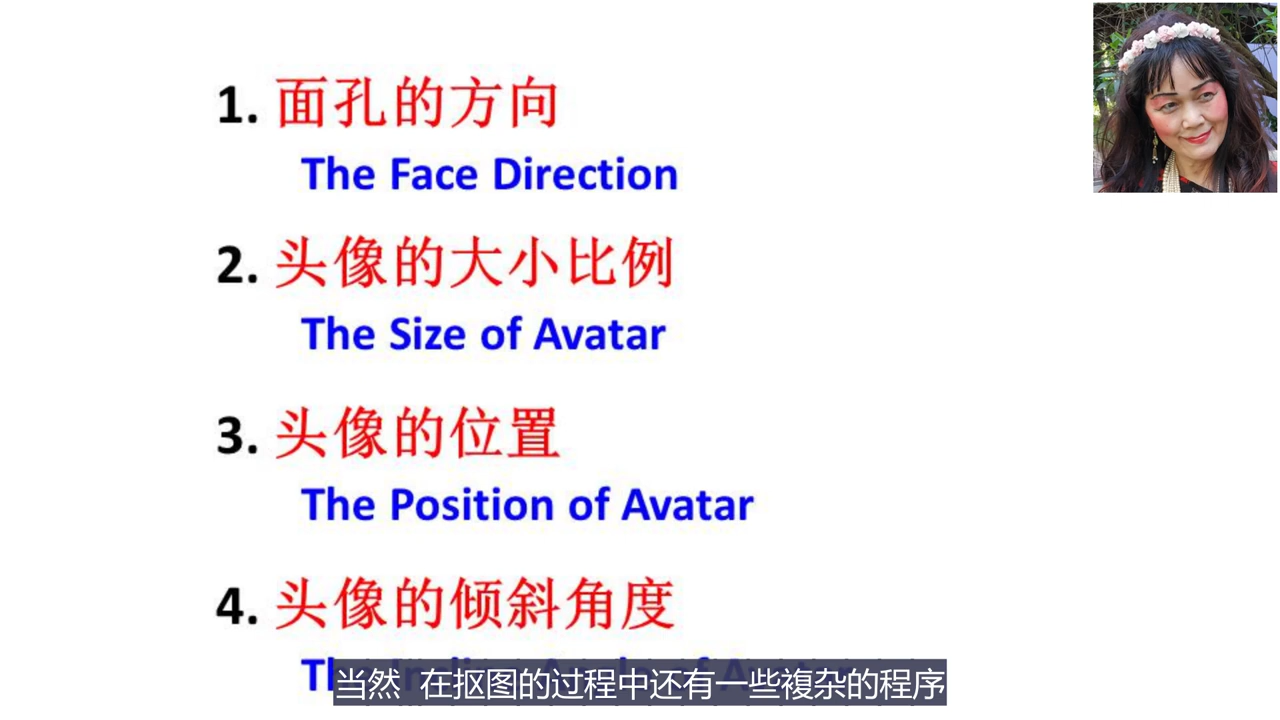 1. 面孔的方向
The Face Direction
2. 头像的大小比例
The Size of Avatar
3. 头像的位置
The Position of Avatar
4. 头像的倾斜角度
当然 在抠图的过程中还有一些複杂的程序